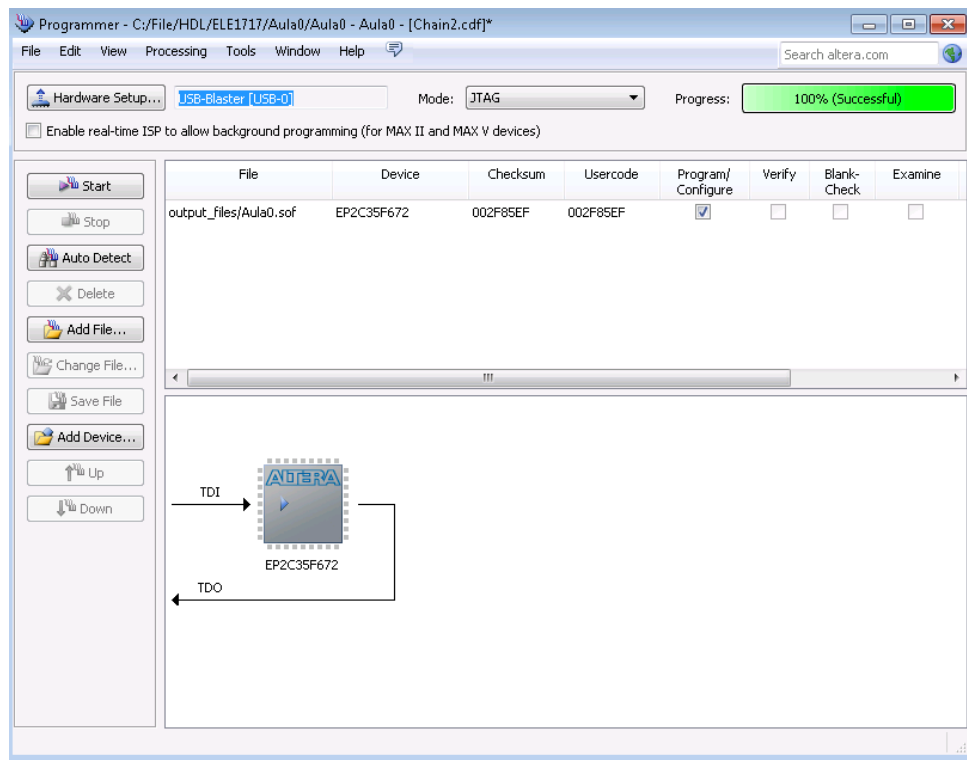 Programmer - C:/File/HDL/ELE1717/Aula0/Aula0 - Aula0 - [Chain2.cdf]*
File Edit View Processing Tools Window Help
Search altera.com
Hardware Setup... USB-Blaster [USB-0] Mode: JTAG Progress: 100% (Successful)
Enable real-time ISP to allow background programming (for MAX II and MAX V devices)
Start
Stop
Auto Detect
Delete
Add File...
Change File...
Save File
Add Device...
Up
Down
File Device Checksum Usercode Program/ Verify Blank- Examine
Configure Check
output_files/Aula0.sof EP2C35F672 002F85EF 002F85EF
ALTERA
TDI
EP2C35F672
TDO